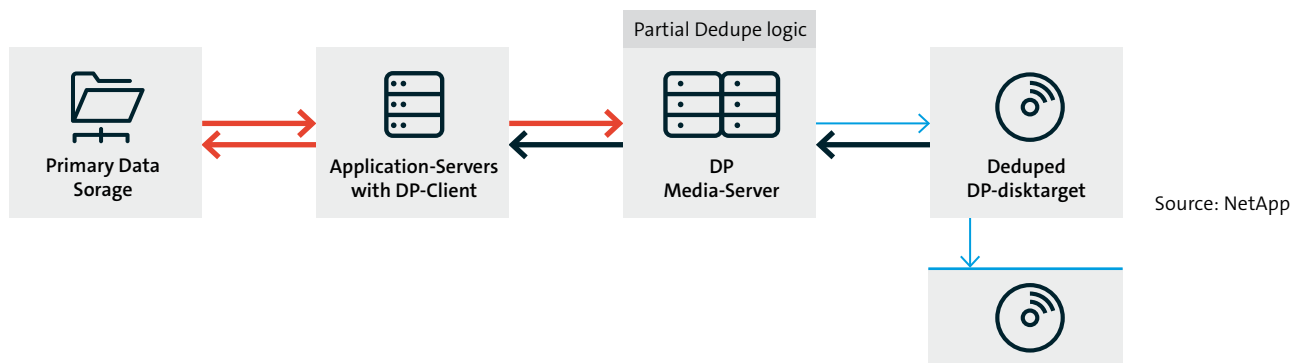 Partial Dedupe logic
Primary Data
Sorage
Application-Servers
with DP-Client
DP
Media-Server
Deduped
DP-disktarget
Source: NetApp